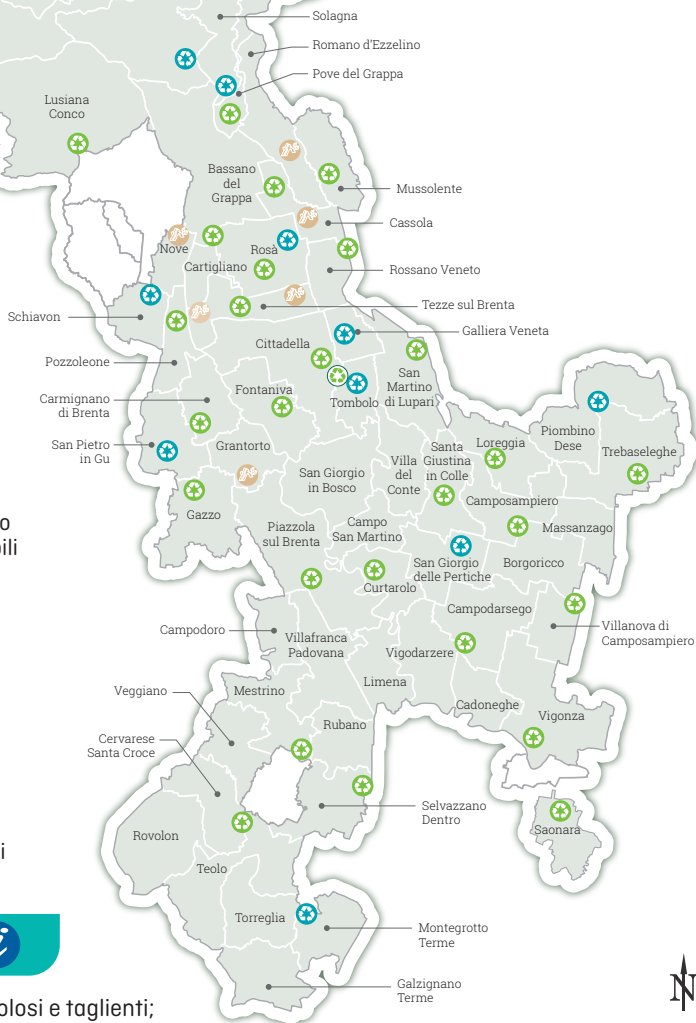 Solagna
Romano d'Ezzelino
Pove del Grappa
Lusiana
Conco
Bassano
del
Grappa
Mussolente
Cassola
Nove
Rosà
Cartigliano
Rossano Veneto
Tezze sul Brenta
Schiavon
Galliera Veneta
Cittadella
Pozzoleone
San
Martino
di Lupari
Fontaniva
Tombolo
Carmignano
di Brenta
San Pietro
in Gu
Grantorto
San Giorgio
in Bosco
Villa
del
Conte
Santa
Giustina
in Colle
Loreggia
Piombino
Dese
Trebaseleghe
Camposampiero
Gazzo
o
ili
Piazzola
sul Brenta
Campo
San Martino
Massanzago
San Giorgio
delle Pertiche
Borgoricco
Curtarolo
Campodarsego
Campodoro
Villafranca
Padovana
Vigodarzere
Villanova di
Camposampiero
Limena
Veggiano
Mestrino
Cadoneghe
Vigonza
Rubano
Cervarese
Santa Croce
Selvazzano
Dentro
Saonara
Rovolon
i
Teolo
Torreglia
Montegrotto
Terme
i
Galzignano
Terme
N
olosi e taglienti;